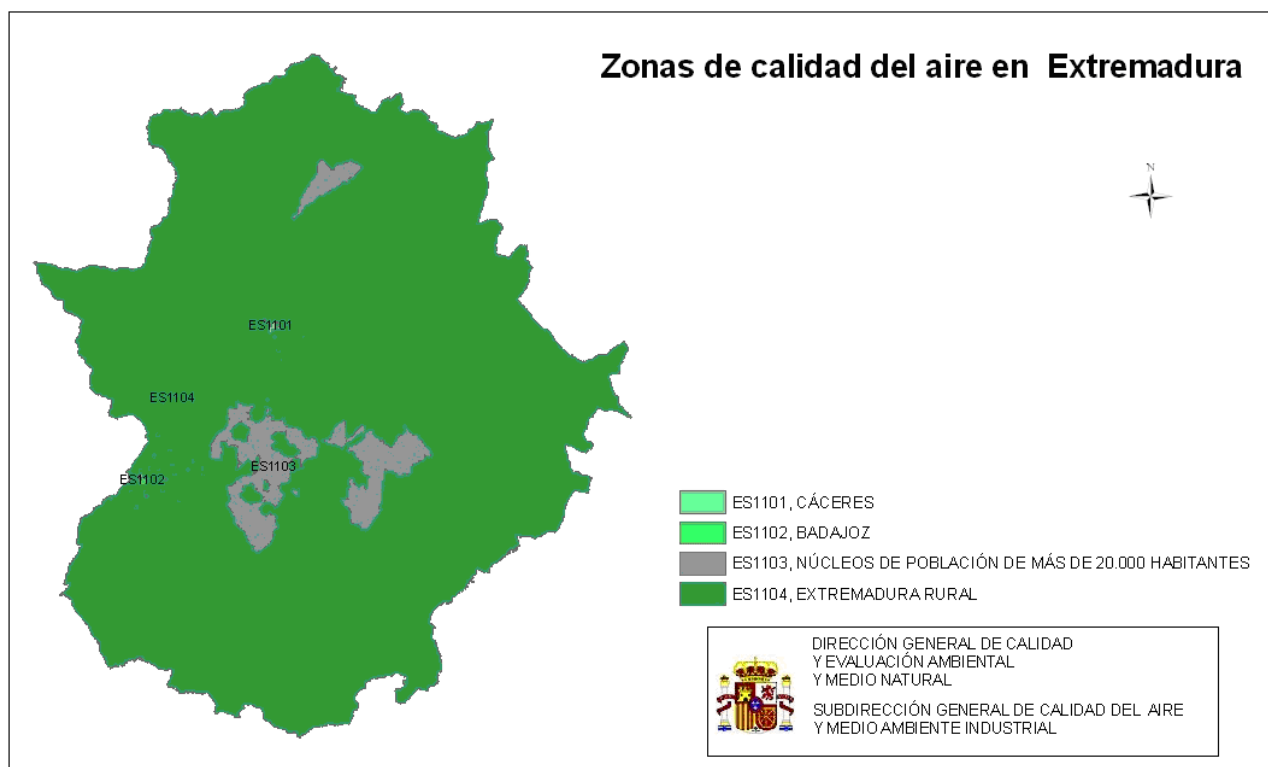 Zonas de calidad del aire en Extremadura
N
ES1101
ES1104
ES1103
ES1102
ES1101, CÁCERES
ES1102, BADAJOZ
ES1103, NÚCLEOS DE POBLACIÓN DE MÁS DE 20.000 HABITANTES
ES1104, EXTREMADURA RURAL
DIRECCIÓN GENERAL DE CALIDAD
Y EVALUACIÓN AMBIENTAL
Y MEDIO NATURAL
SUBDIRECCIÓN GENERAL DE CALIDAD DEL AIRE
Y MEDIO AMBIENTE INDUSTRIAL